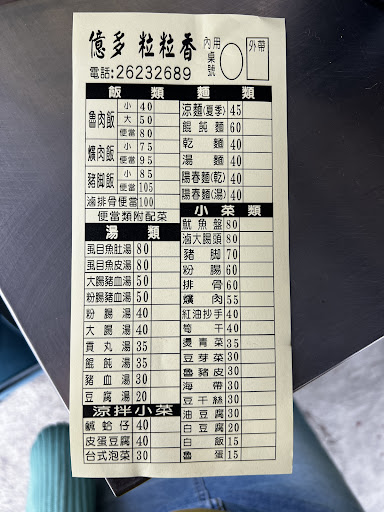 億多 粒粒香
內用
桌號
外帶
電話:26232689
飯類
魯肉飯 小 40
大 50
便當 80
爌肉飯 小 75
便當 95
豬脚飯 小 85
便當 105
滷排骨便當 100
便當類附配菜
湯類
虱目魚肚湯 80
虱目魚皮湯 80
大腸豬血湯 50
粉腸豬血湯 50
粉腸湯 40
大腸湯 40
貢丸湯 35
餛飩湯 35
豬血湯 30
豆腐湯 20
涼拌小菜
鹹蛤仔 40
皮蛋豆腐 40
台式泡菜 30
麵類
涼麵(夏季) 45
餛飩麵 60
乾麵 40
湯麵 40
陽春麵(乾) 40
陽春麵(湯) 40
小菜類
魷魚盤 80
滷大腸頭 80
豬脚 70
粉腸 60
排骨 60
爌肉 55
紅油抄手 40
筍干 40
燙青菜 35
豆芽菜 30
魯豬皮 30
海帶 30
豆干絲 30
油豆腐 30
白豆腐 20
白飯 15
魯蛋 15